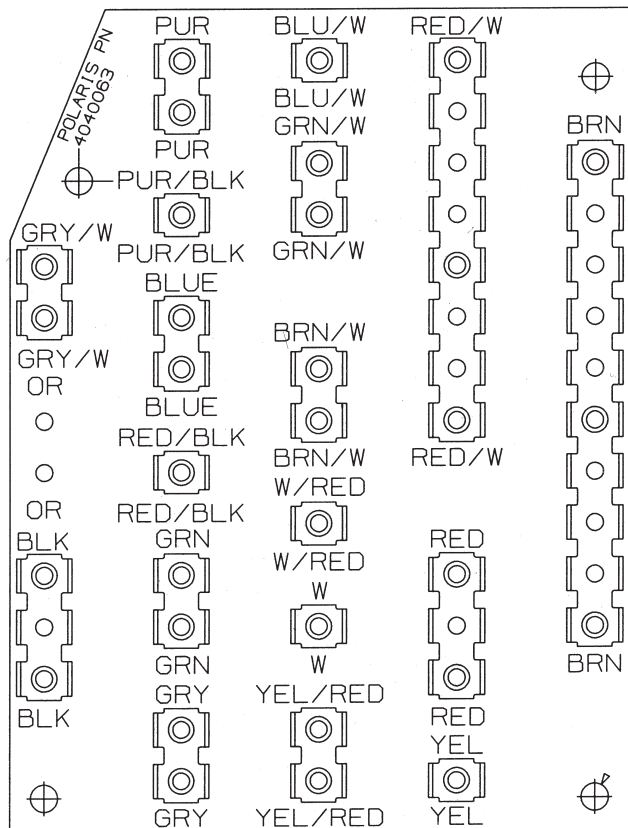 POLARIS PN
4040063
GRY/W
GRY/W
OR
OR
BLK
BLK
PUR
PUR
PUR/BLK
PUR/BLK
BLUE
BLUE
RED/BLK
RED/BLK
GRN
GRN
GRY
GRY
BLU/W
BLU/W
GRN/W
GRN/W
BRN/W
BRN/W
W/RED
W/RED
W
W
YEL/RED
YEL/RED
RED/W
RED/W
RED
RED
YEL
YEL
BRN
BRN